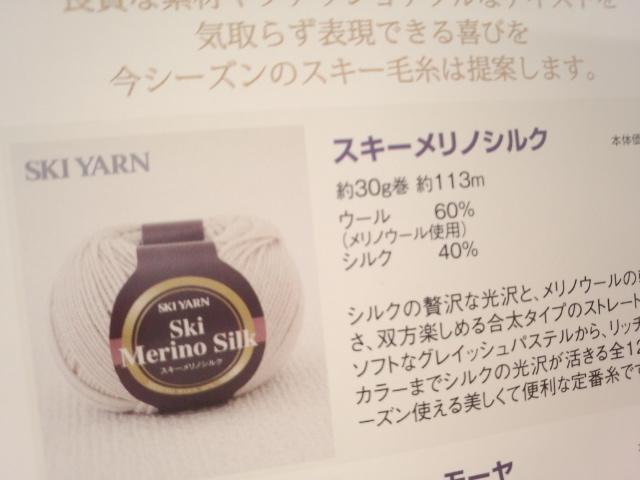 良質な素材
気取らず表現できる喜びを
今シーズンのスキー毛糸は提案します。
SKI YARN
スキーメリノシルク
本体価
約30g巻 約113m
ウール 60%
(メリノウール使用)
シルク 40%
SKI YARN
Ski
Merino Silk
スキーメリノシルク
シルクの贅沢な光沢と、メリノウールの
さ、双方楽しめる合太タイプのストレート
ソフトなグレイッシュパステルから、リッチ
カラーまでシルクの光沢が活きる全12
ーズン使える美しくて便利な定番糸で
モーヤ